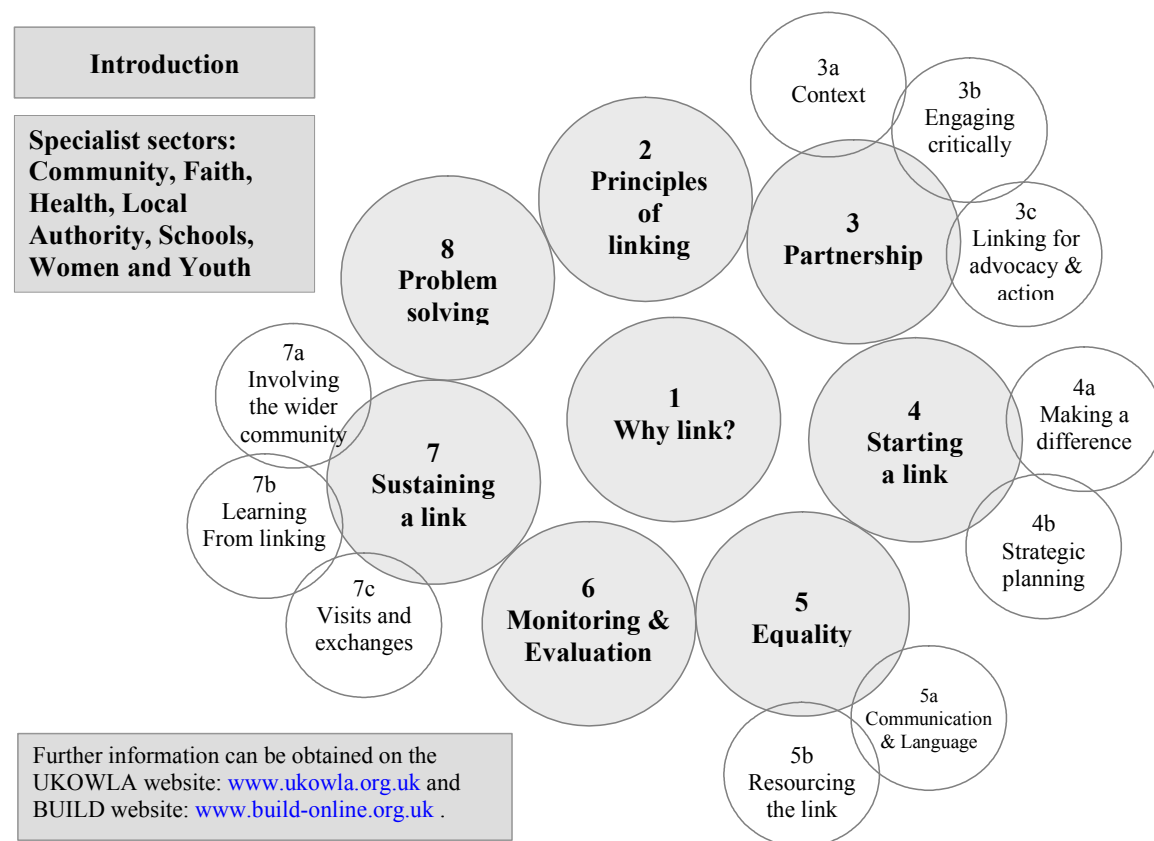 Introduction
Specialist sectors:
Community, Faith,
Health, Local
Authority, Schools,
Women and Youth
1
Why link?
2
Principles
of
linking
3
Partnership
3a
Context
3b
Engaging
critically
3c
Linking for
advocacy &
action
4
Starting
a link
4a
Making a
difference
4b
Strategic
planning
5
Equality
5a
Communication
& Language
5b
Resourcing
the link
6
Monitoring &
Evaluation
7
Sustaining
a link
7a
Involving
the wider
community
7b
Learning
From linking
7c
Visits and
exchanges
8
Problem
solving
Further information can be obtained on the
UKOWLA website: www.ukowla.org.uk and
BUILD website: www.build-online.org.uk .